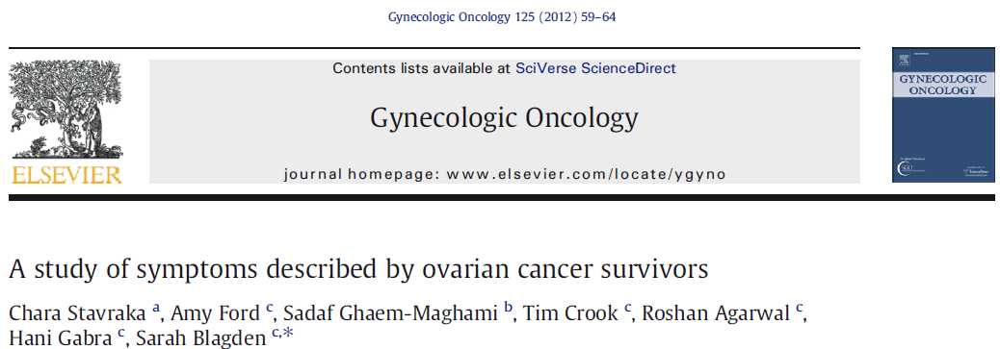 Gynecologic Oncology 125 (2012) 59–64
Contents lists available at SciVerse ScienceDirect
Gynecologic Oncology
journal homepage: www.elsevier.com/locate/ygyno
ELSEVIER
GYNECOLOGIC
ONCOLOGY
A study of symptoms described by ovarian cancer survivors
Chara Stavraka a, Amy Ford c, Sadaf Ghaem-Maghami b, Tim Crook c, Roshan Agarwal c,
Hani Gabra c, Sarah Blagden c,*